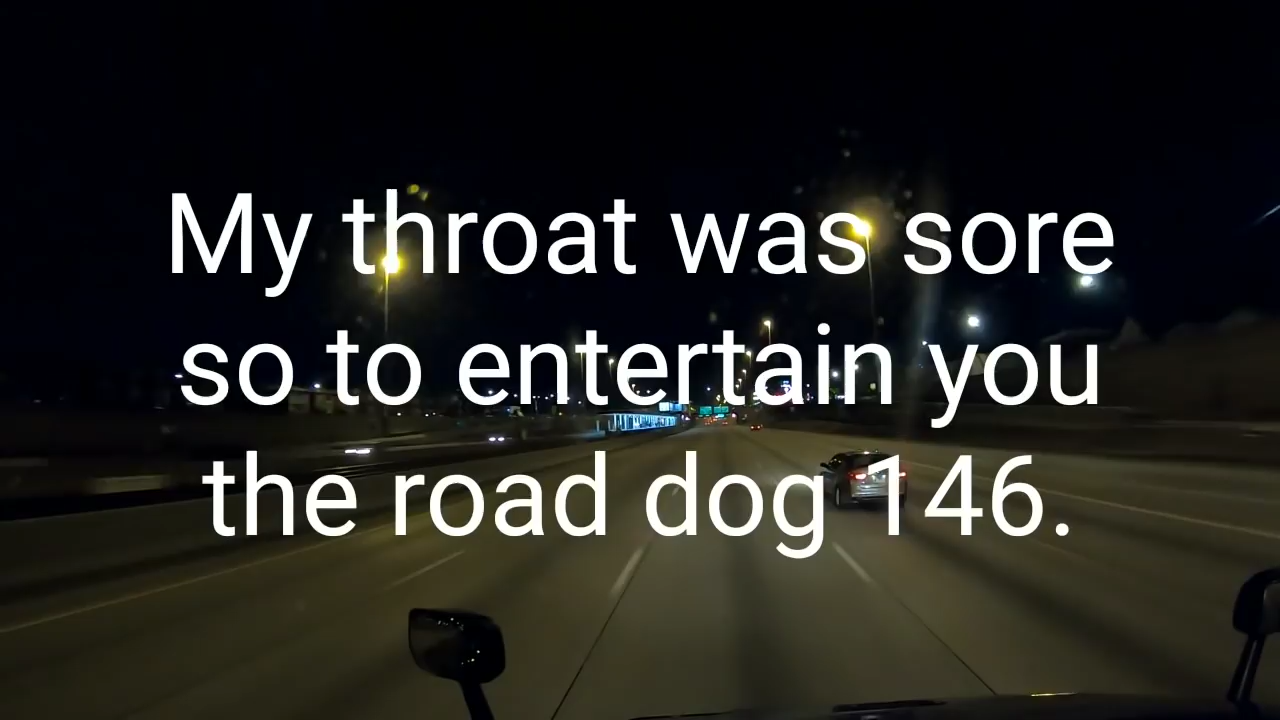 My throat was sore
so to entertain you
the road dog 146.